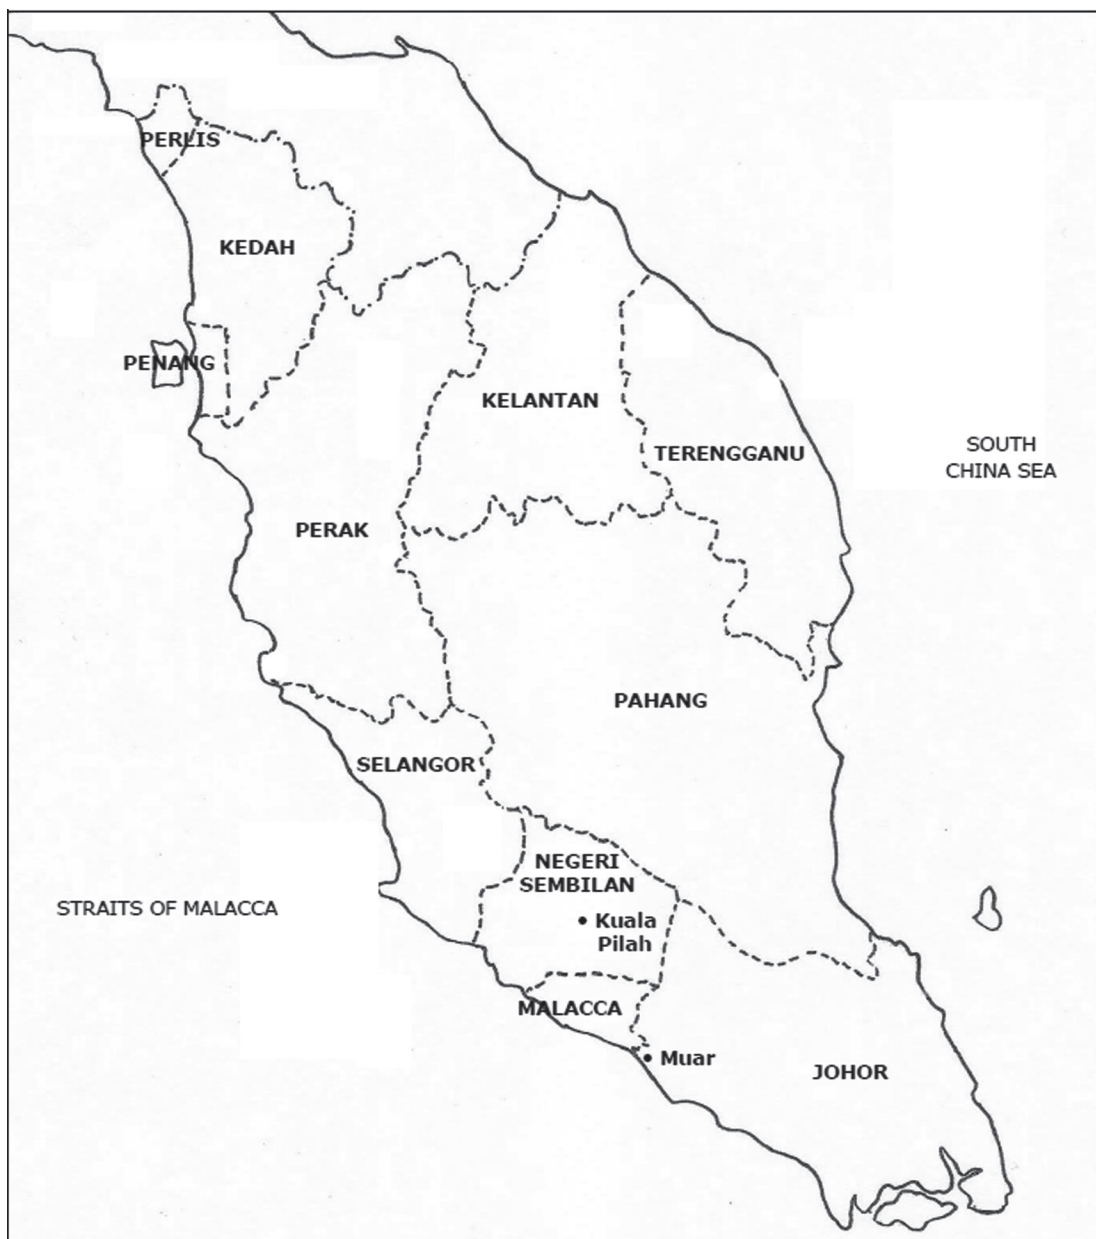 PERLIS
KEDAH
PENANG
KELANTAN
TERENGGANU
SOUTH
CHINA SEA
PERAK
PAHANG
SELANGOR
NEGERI
SEMBILAN
STRAITS OF MALACCA
Kuala
Pilah
MALACCA
Muar
JOHOR